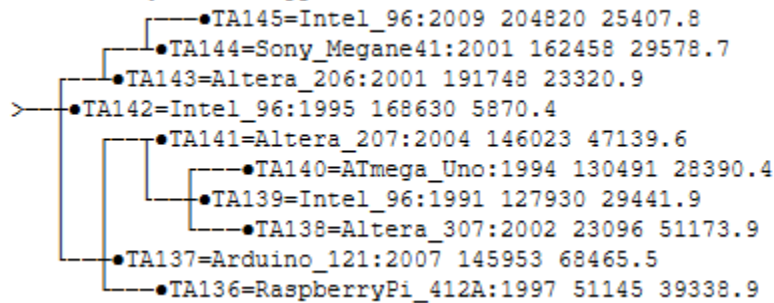 TA145=Intel_96:2009 204820 25407.8
TA144=Sony_Megane41:2001 162458 29578.7
TA143=Altera_206:2001 191748 23320.9
TA142=Intel_96:1995 168630 5870.4
TA141=Altera_207:2004 146023 47139.6
TA140=ATmega_Uno:1994 130491 28390.4
TA139=Intel_96:1991 127930 29441.9
TA138=Altera_307:2002 23096 51173.9
TA137=Arduino_121:2007 145953 68465.5
TA136=RaspberryPi_412A:1997 51145 39338.9